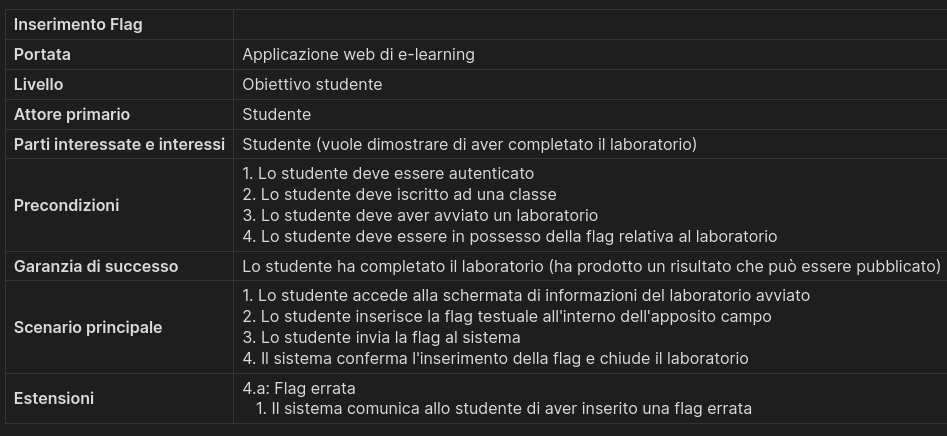 Inserimento Flag
Portata Applicazione web di e-learning
Livello Obiettivo studente
Attore primario Studente
Parti interessate e interessi Studente (vuole dimostrare di aver completato il laboratorio)
Precondizioni
1. Lo studente deve essere autenticato
2. Lo studente deve iscritto ad una classe
3. Lo studente deve aver avviato un laboratorio
4. Lo studente deve essere in possesso della flag relativa al laboratorio
Garanzia di successo Lo studente ha completato il laboratorio (ha prodotto un risultato che può essere pubblicato)
Scenario principale
1. Lo studente accede alla schermata di informazioni del laboratorio avviato
2. Lo studente inserisce la flag testuale all'interno dell'apposito campo
3. Lo studente invia la flag al sistema
4. Il sistema conferma l'inserimento della flag e chiude il laboratorio
Estensioni
4.a: Flag errata
1. Il sistema comunica allo studente di aver inserito una flag errata